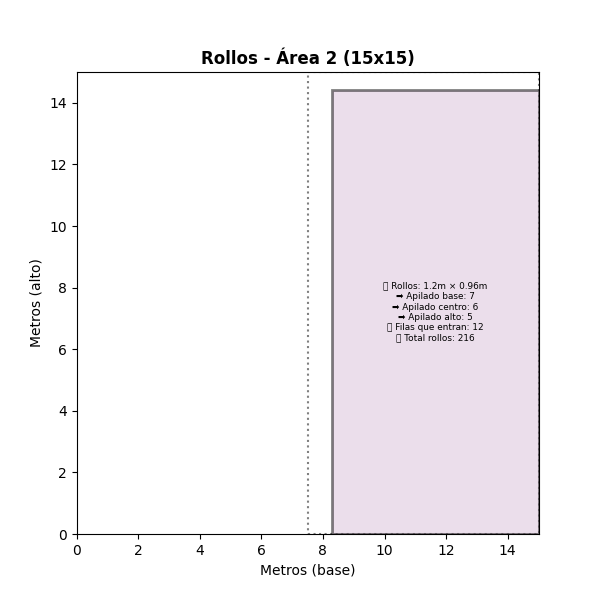 Rollos - Área 2 (15x15)
14
12
10
8
6
4
2
0
Metros (alto)
▯ Rollos: 1.2m × 0.96m
➡ Apilado base: 7
➡ Apilado centro: 6
➡ Apilado alto: 5
▯ Filas que entran: 12
▯ Total rollos: 216
0 2 4 6 8 10 12 14
Metros (base)